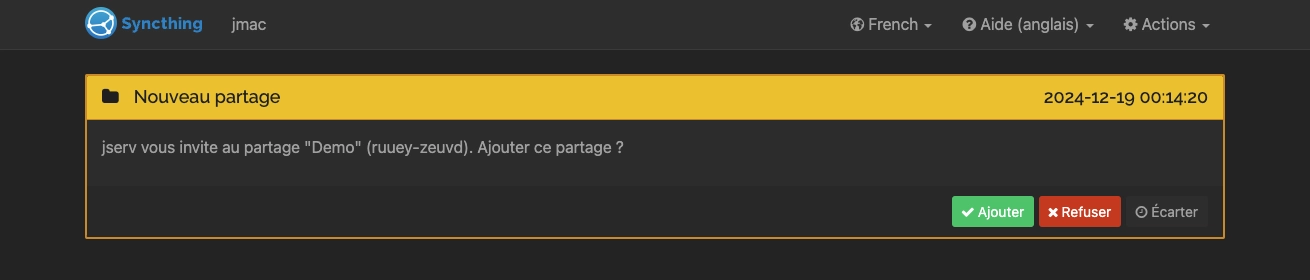 Syncthing jmac French Aide (anglais) Actions
Nouveau partage 2024-12-19 00:14:20
jserv vous invite au partage "Demo" (ruuey-zeuvd). Ajouter ce partage ?
Ajouter Refuser Écarter